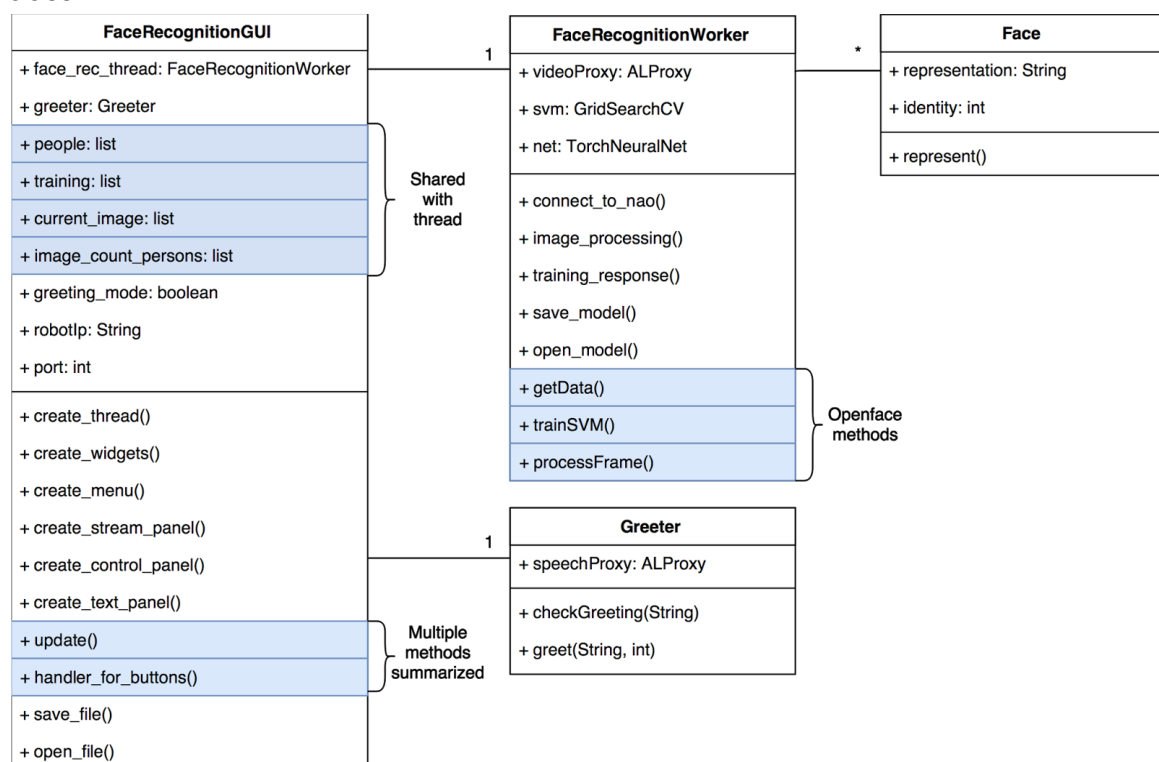 FaceRecognitionGUI
+ face_rec_thread: FaceRecognitionWorker
+ greeter: Greeter
+ people: list
+ training: list
+ current_image: list
+ image_count_persons: list
Shared
with
thread
+ greeting_mode: boolean
+ robotIp: String
+ port: int
+ create_thread()
+ create_widgets()
+ create_menu()
+ create_stream_panel()
+ create_control_panel()
+ create_text_panel()
+ update()
+ handler_for_buttons()
Multiple
methods
summarized
+ save_file()
+ open_file()
1
FaceRecognitionWorker
+ videoProxy: ALProxy
+ svm: GridSearchCV
+ net: TorchNeuralNet
+ connect_to_nao()
+ image_processing()
+ training_response()
+ save_model()
+ open_model()
+ getData()
+ trainSVM()
+ processFrame()
Openface
methods
*
Face
+ representation: String
+ identity: int
+ represent()
1
Greeter
+ speechProxy: ALProxy
+ checkGreeting(String)
+ greet(String, int)